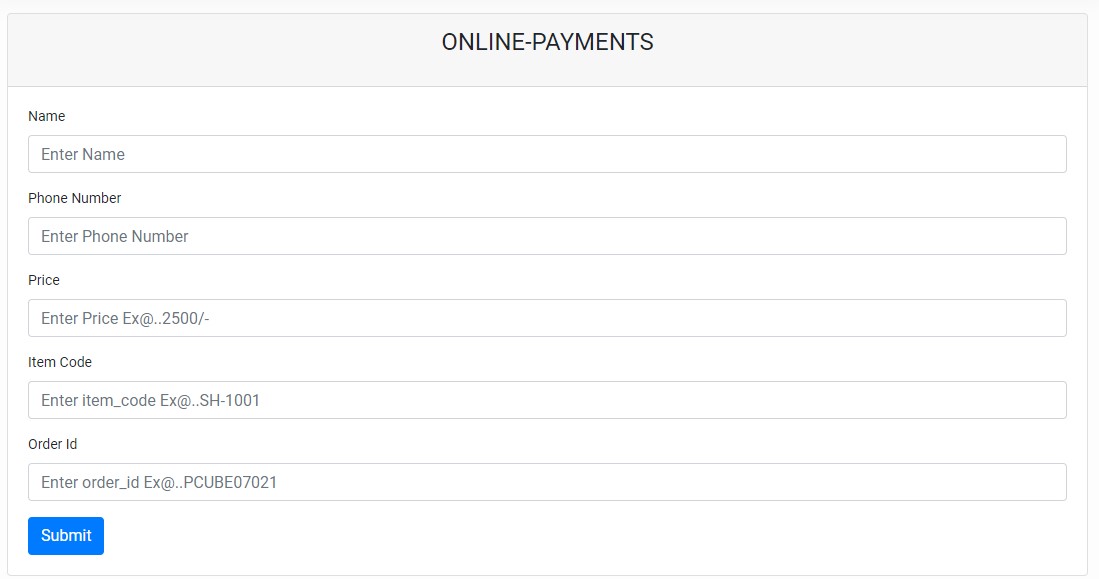 ONLINE-PAYMENTS
Name
Enter Name
Phone Number
Enter Phone Number
Price
Enter Price Ex@..2500/-
Item Code
Enter item_code Ex@..SH-1001
Order Id
Enter order_id Ex@..PCUBE07021
Submit